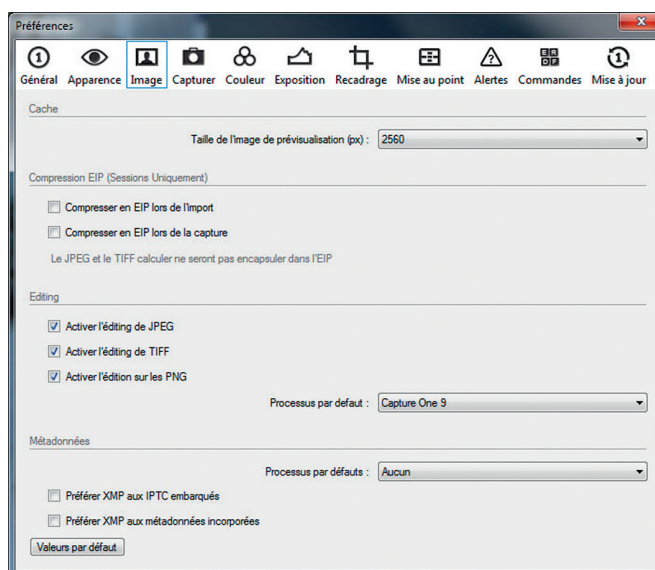 Préférences
Général Apparence Image Capturer Couleur Exposition Recadrage Mise au point Alertes Commandes Mise à jour
Cache
Taille de l'image de prévisualisation (px) : 2560
Compression EIP (Sessions Uniquement)
Compresser en EIP lors de l'import
Compresser en EIP lors de la capture
Le JPEG et le TIFF calculer ne seront pas encapsuler dans l'EIP
Editing
Activer l'éditing de JPEG
Activer l'éditing de TIFF
Activer l'édition sur les PNG
Processus par defaut : Capture One 9
Métadonnées
Processus par défauts : Aucun
Préférer XMP aux IPTC embarqués
Préférer XMP aux métadonnées incorporées
Valeurs par défaut